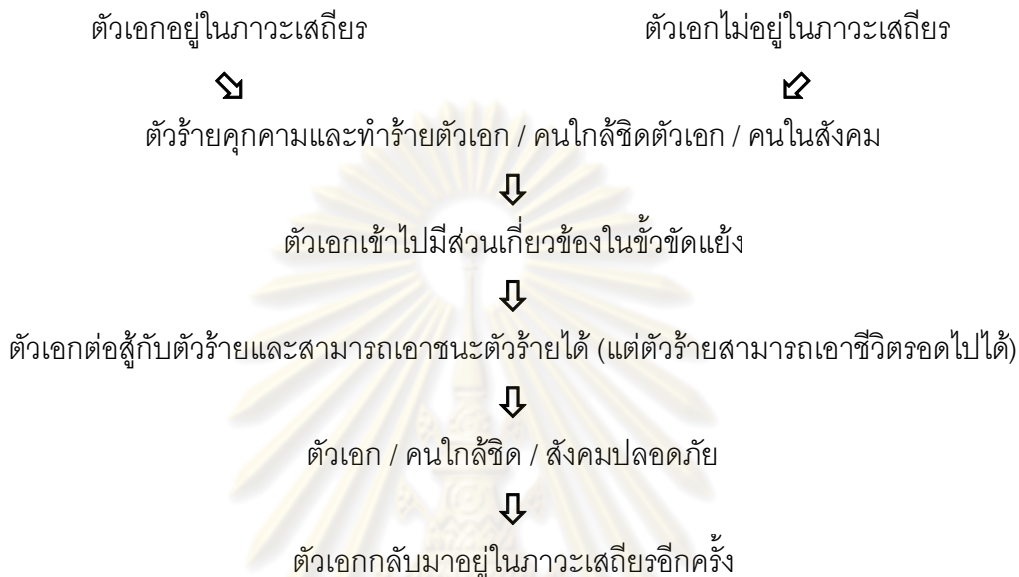 ตัวเอกอยู่ในภาวะเสถียร ตัวเอกไม่อยู่ในภาวะเสถียร
ตัวร้ายคุกคามและทำร้ายตัวเอก / คนใกล้ชิดตัวเอก / คนในสังคม
ตัวเอกเข้าไปมีส่วนเกี่ยวข้องในขั้วขัดแย้ง
ตัวเอกต่อสู้กับตัวร้ายและสามารถเอาชนะตัวร้ายได้ (แต่ตัวร้ายสามารถเอาชีวิตรอดไปได้)
ตัวเอก / คนใกล้ชิด / สังคมปลอดภัย
ตัวเอกกลับมาอยู่ในภาวะเสถียรอีกครั้ง